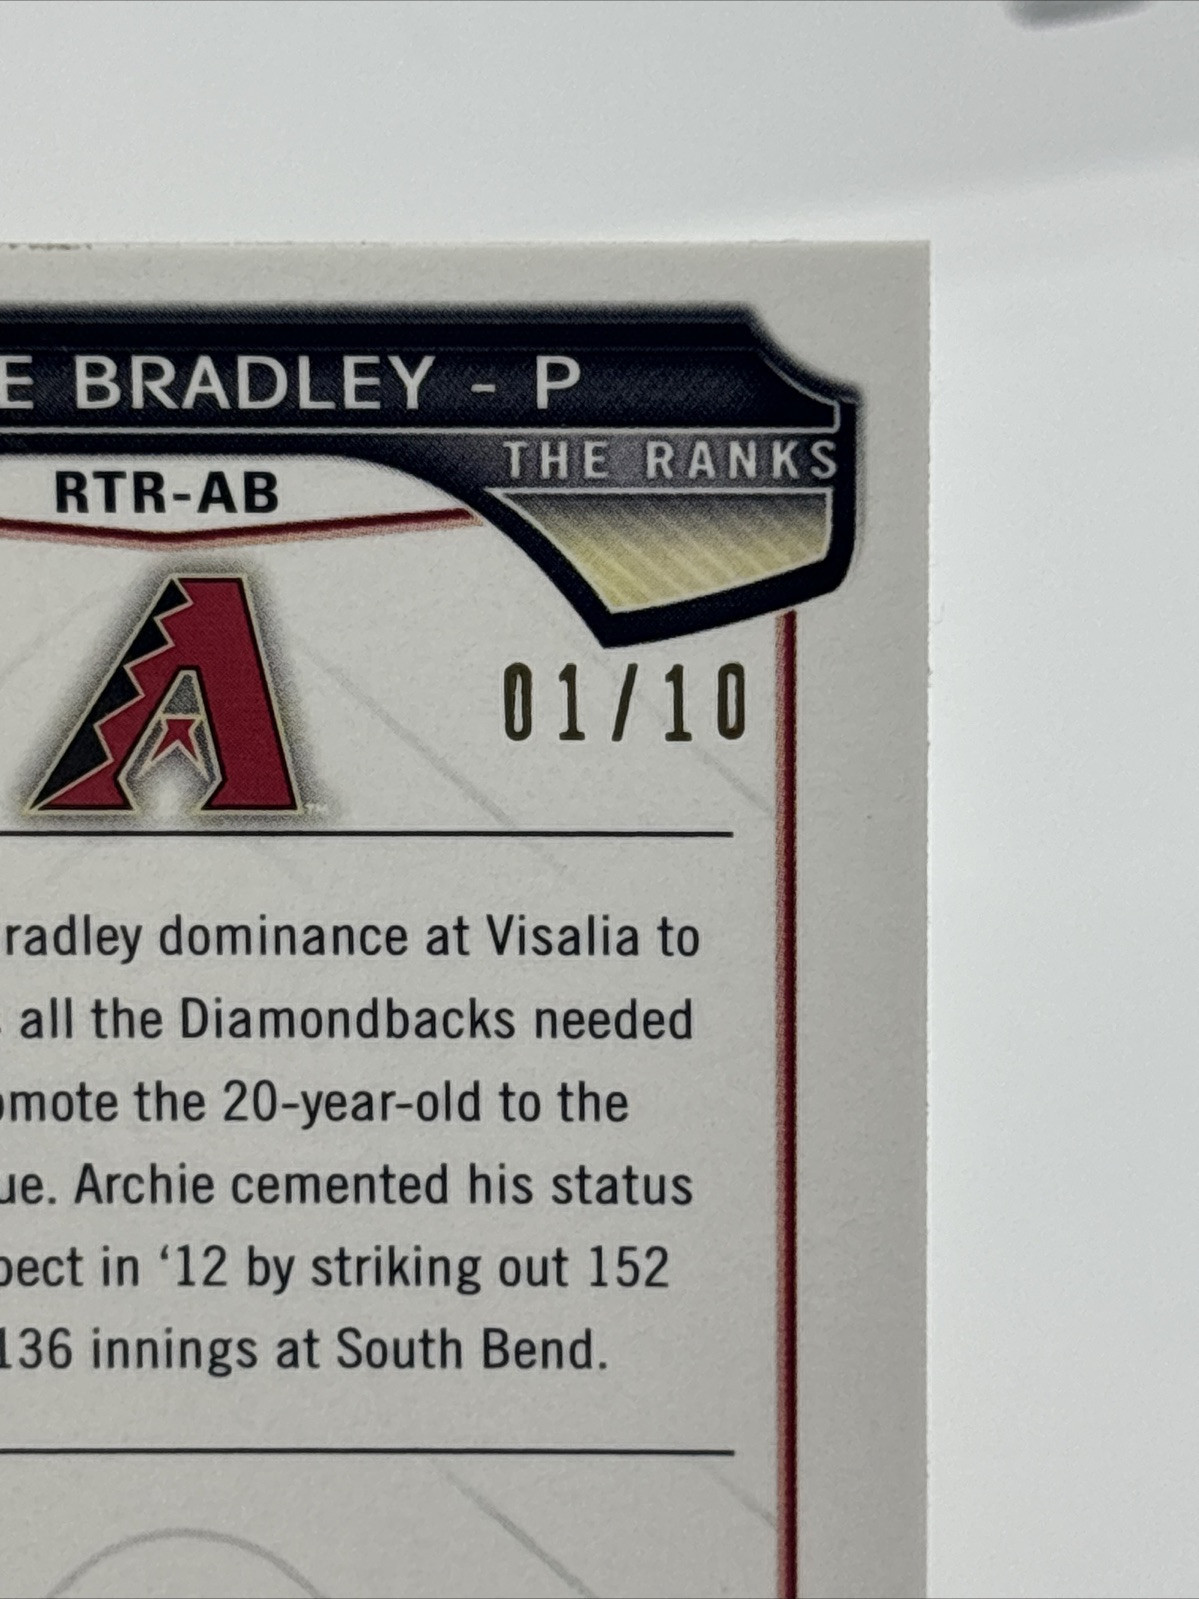 E BRADLEY - P
THE RANKS
RTR-AB
01/10
TM
radley dominance at Visalia to
all the Diamondbacks needed
omote the 20-year-old to the
ue. Archie cemented his status
pect in ‘12 by striking out 152
136 innings at South Bend.